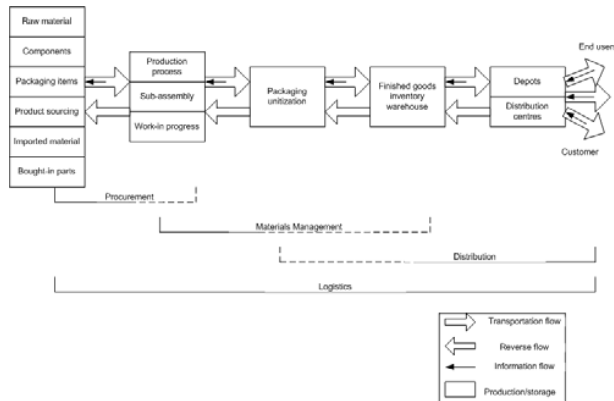 Raw material
Components
Packaging items
Product sourcing
Imported material
Bought-in parts
Production
process
Sub-assembly
Work-in progress
Packaging
unitization
Finished goods
inventory
warehouse
Depots
Distribution
centres
End user
Customer
Procurement
Materials Management
Distribution
Logistics
Transportation flow
Reverse flow
Information flow
Production/storage